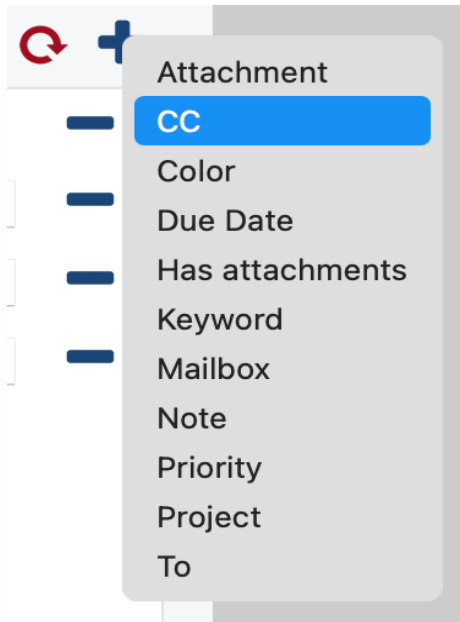 Attachment
CC
Color
Due Date
Has attachments
Keyword
Mailbox
Note
Priority
Project
To